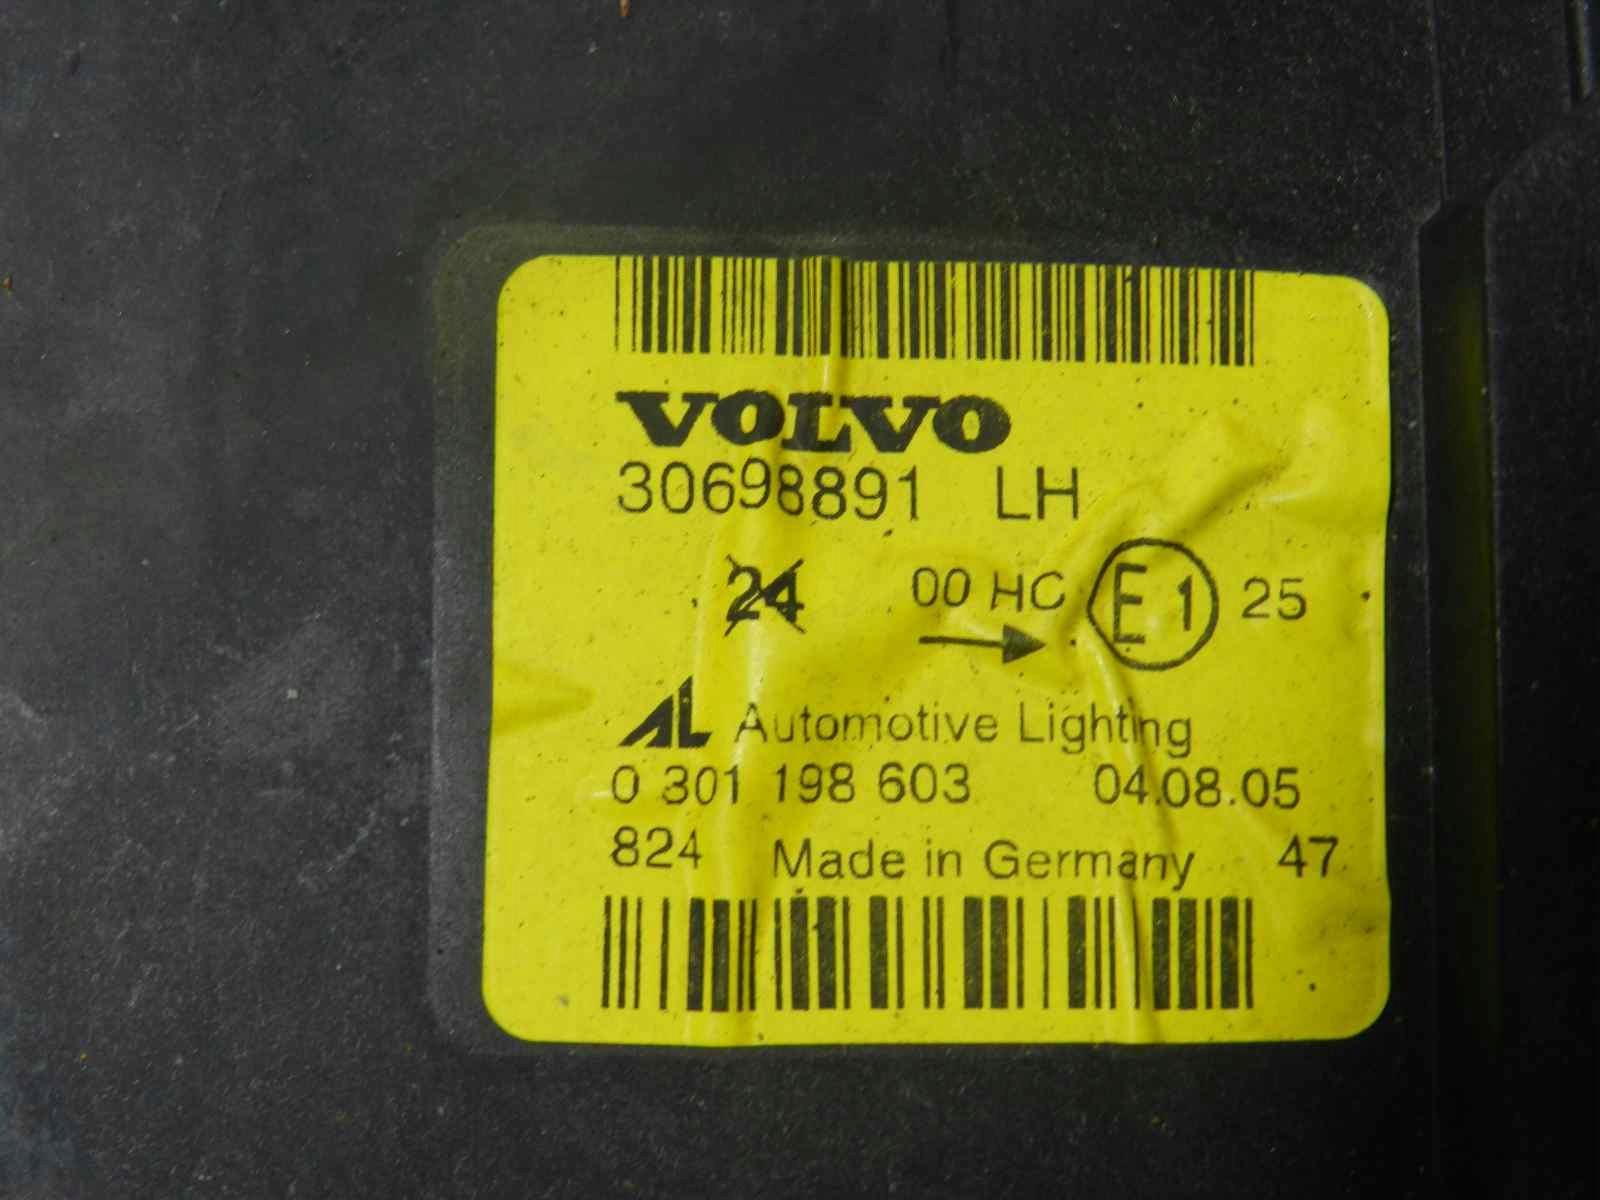 VOLVO
30698891 LH
24 00 HC E1 25
AL Automotive Lighting
0 301 198 603 04.08.05
824 Made in Germany 47